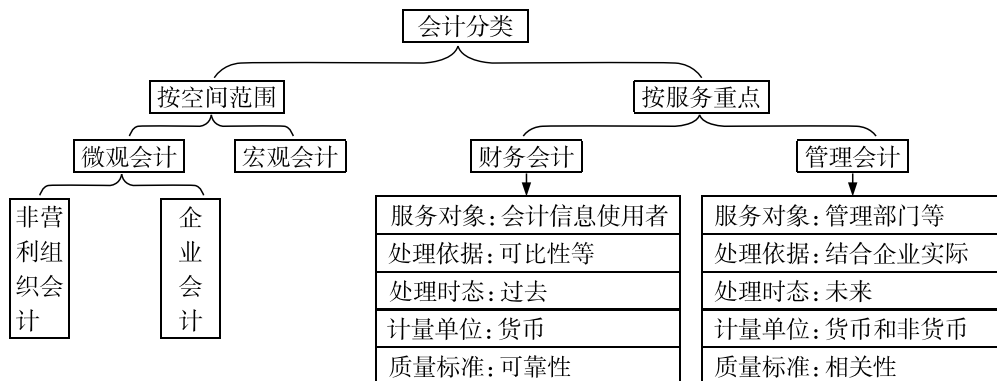 会计分类
按空间范围
按服务重点
微观会计
宏观会计
财务会计
管理会计
非营
利组
织会
计
企
业
会
计
服务对象:会计信息使用者
处理依据:可比性等
处理时态:过去
计量单位:货币
质量标准:可靠性
服务对象:管理部门等
处理依据:结合企业实际
处理时态:未来
计量单位:货币和非货币
质量标准:相关性